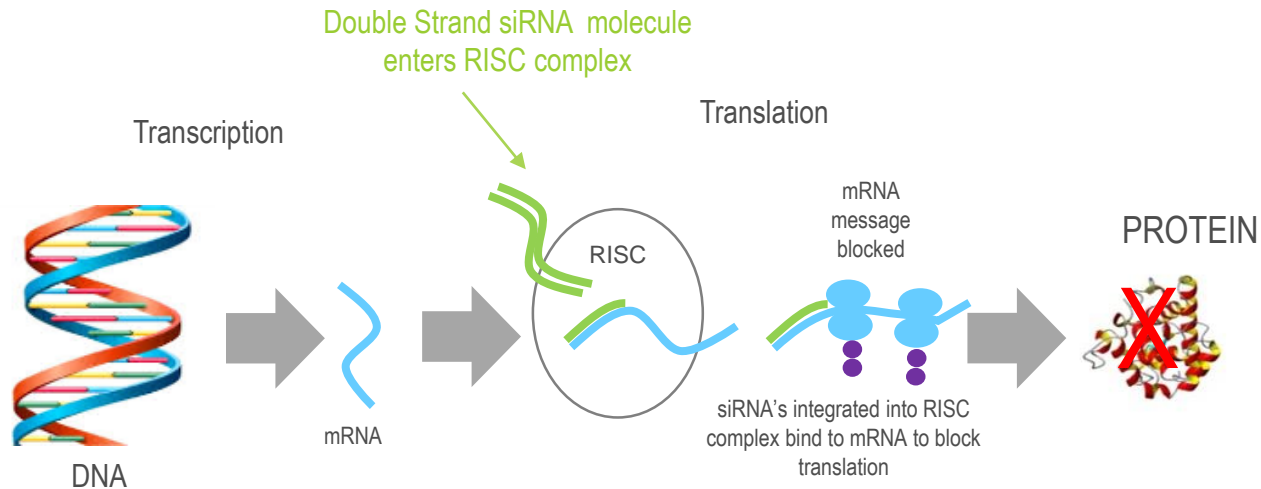 Double Strand siRNA molecule
enters RISC complex
Transcription
Translation
mRNA
message
blocked
PROTEIN
RISC
X
mRNA
siRNA's integrated into RISC
complex bind to mRNA to block
translation
DNA